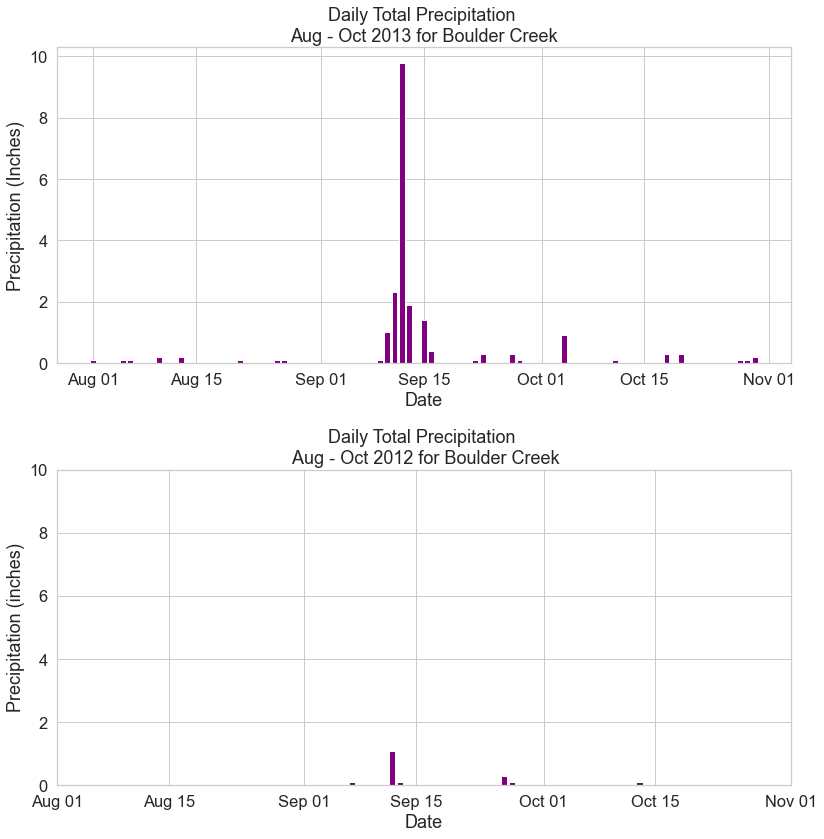 Daily Total Precipitation
Aug - Oct 2013 for Boulder Creek
10
8
6
4
2
0
Precipitation (Inches)
Aug 01 Aug 15 Sep 01 Sep 15 Oct 01 Oct 15 Nov 01
Date
Daily Total Precipitation
Aug - Oct 2012 for Boulder Creek
10
8
6
4
2
0
Precipitation (inches)
Aug 01 Aug 15 Sep 01 Sep 15 Oct 01 Oct 15 Nov 01
Date